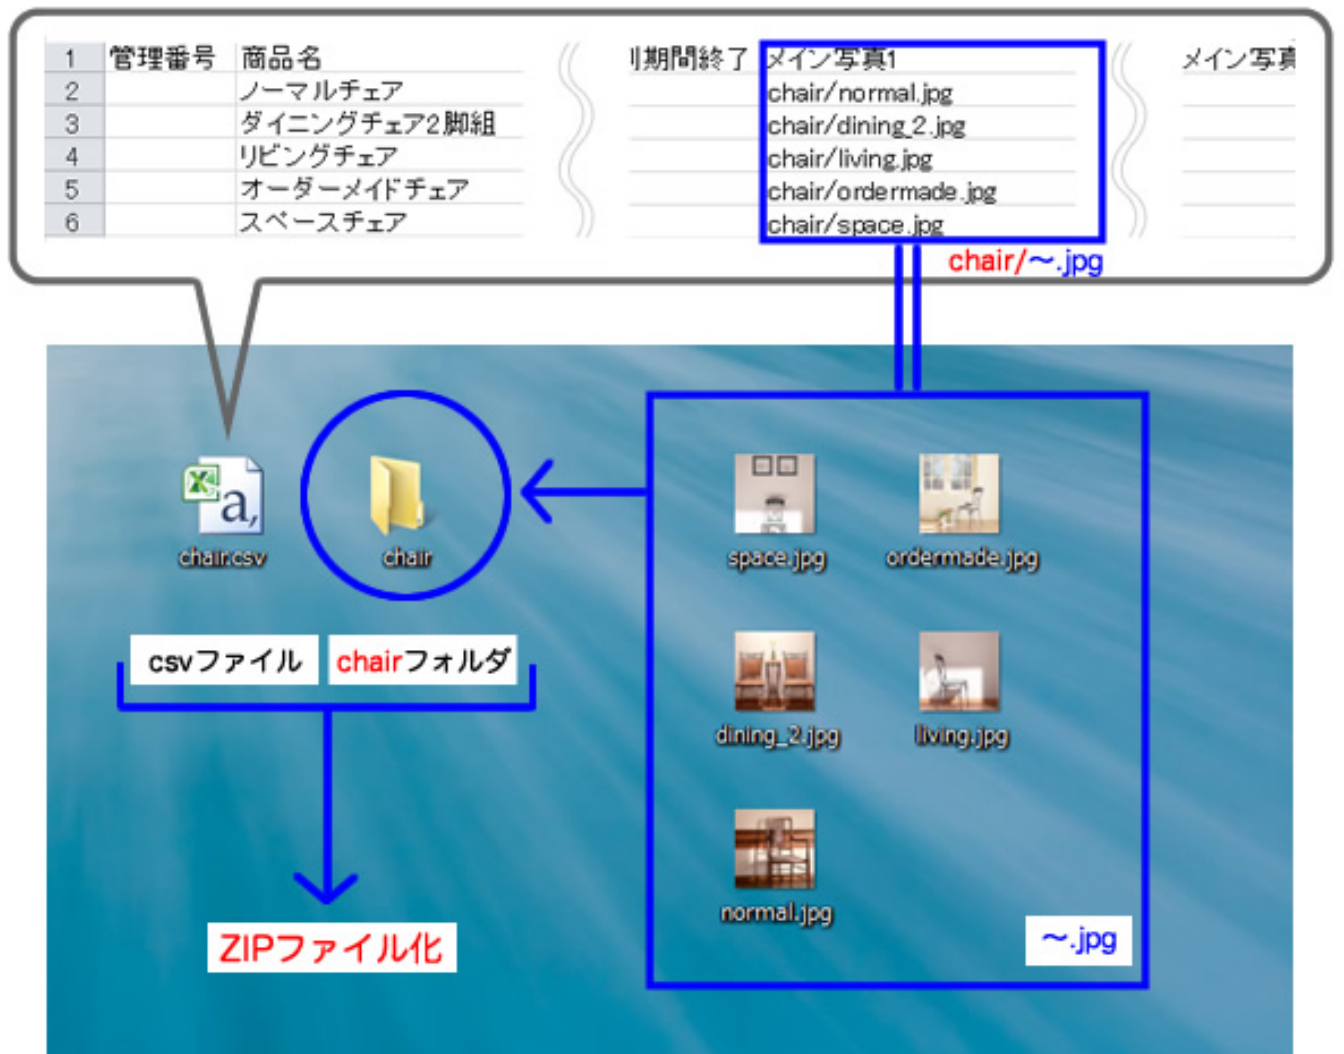 1 管理番号 商品名 期間終了 メイン写真1 メイン写真
2 ノーマルチェア chair/normal.jpg
3 ダイニングチェア2脚組 chair/dining_2.jpg
4 リビングチェア chair/living.jpg
5 オーダーメイドチェア chair/ordermade.jpg
6 スペースチェア chair/space.jpg
chair/～.jpg
chair.csv chair space.jpg ordermade.jpg
csvファイル chairフォルダ
dining_2.jpg living.jpg
normal.jpg
ZIPファイル化 ～.jpg